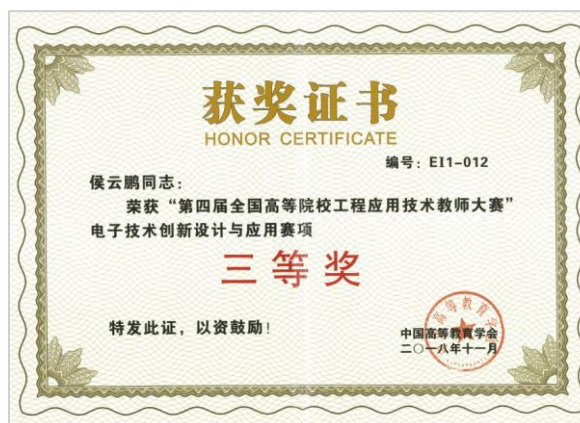 获奖证书
HONOR CERTIFICATE
编号：EI1-012
侯云鹏同志：
荣获“第四届全国高等院校工程应用技术教师大赛”
电子技术创新设计与应用赛项
三等奖
特发此证，以资鼓励！
中国高等教育学会
二〇一八年十一月